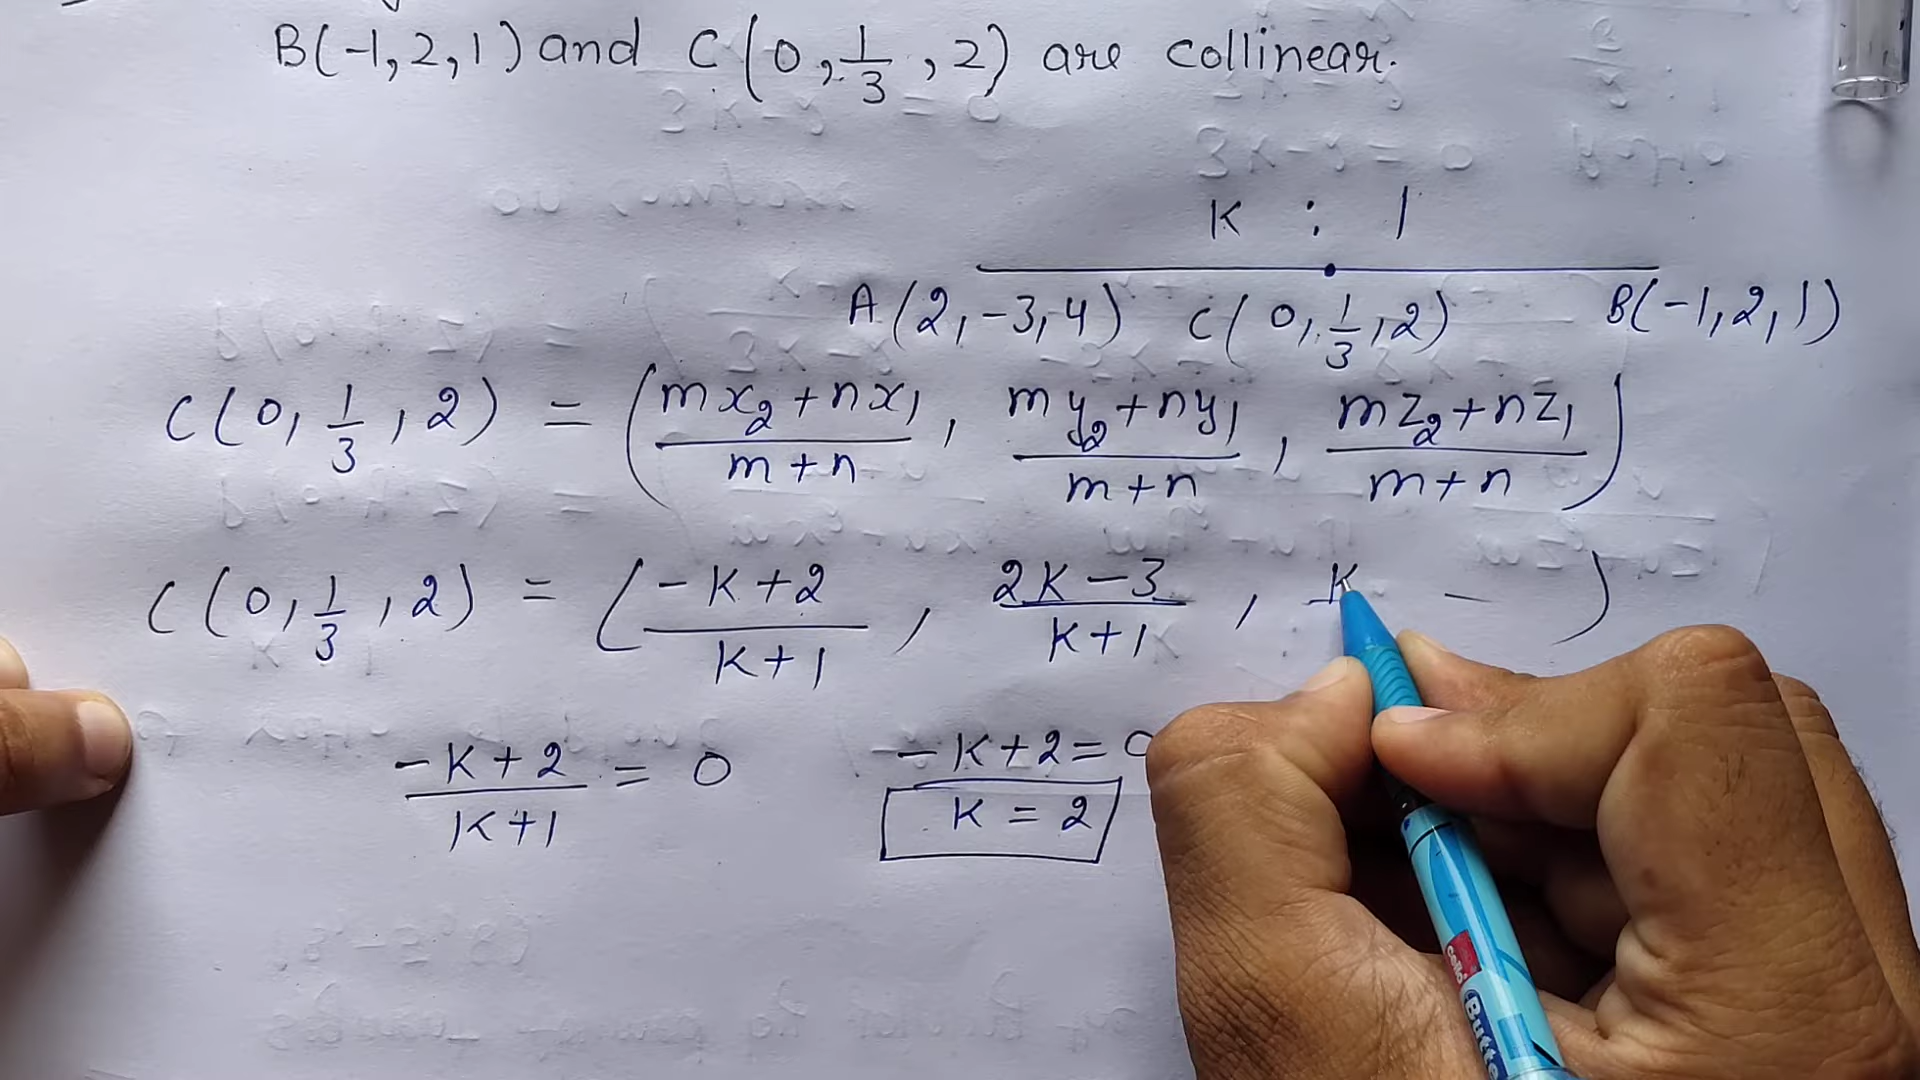 B(-1, 2, 1) and C(0, 1/3, 2) are collinear.
K : 1
A(2, -3, 4) C(0, 1/3, 2) B(-1, 2, 1)
C(0, 1/3, 2) = ((mx₂+nx₁)/(m+n), (my₂+ny₁)/(m+n), (mz₂+nz₁)/(m+n))
C(0, 1/3, 2) = ((-K+2)/(K+1), (2K-3)/(K+1), K )
(-K+2)/(K+1) = 0 -K+2=0
K = 2
cello Butte